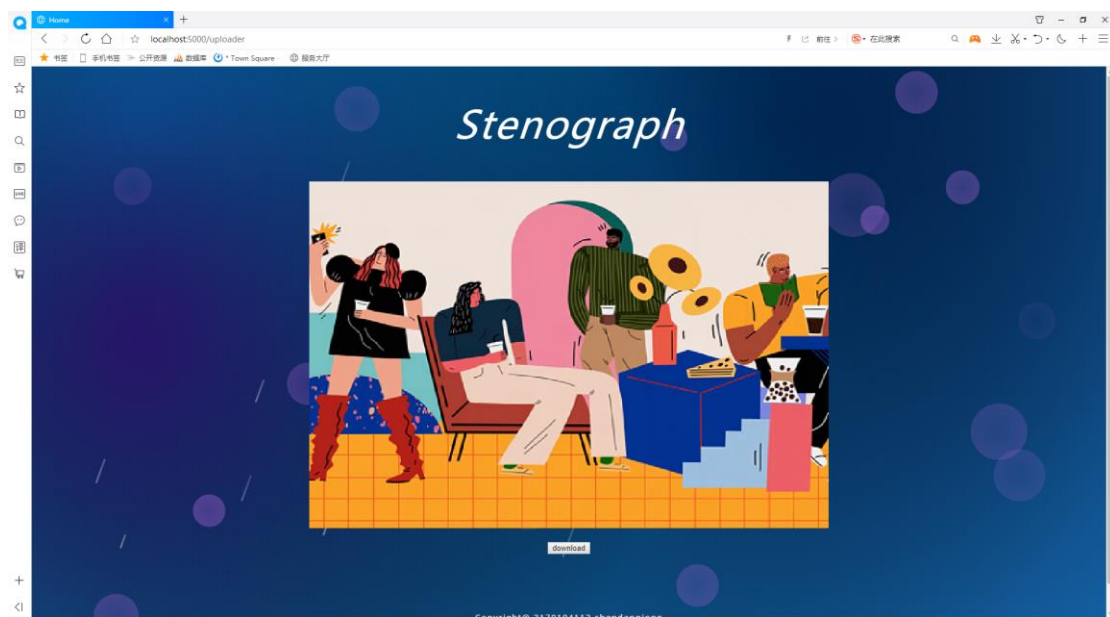 Home
localhost:5000/uploader
前往
在此搜索
书签
手机书签
公开资源
数据库
* Town Square
服务大厅
Stenograph
download